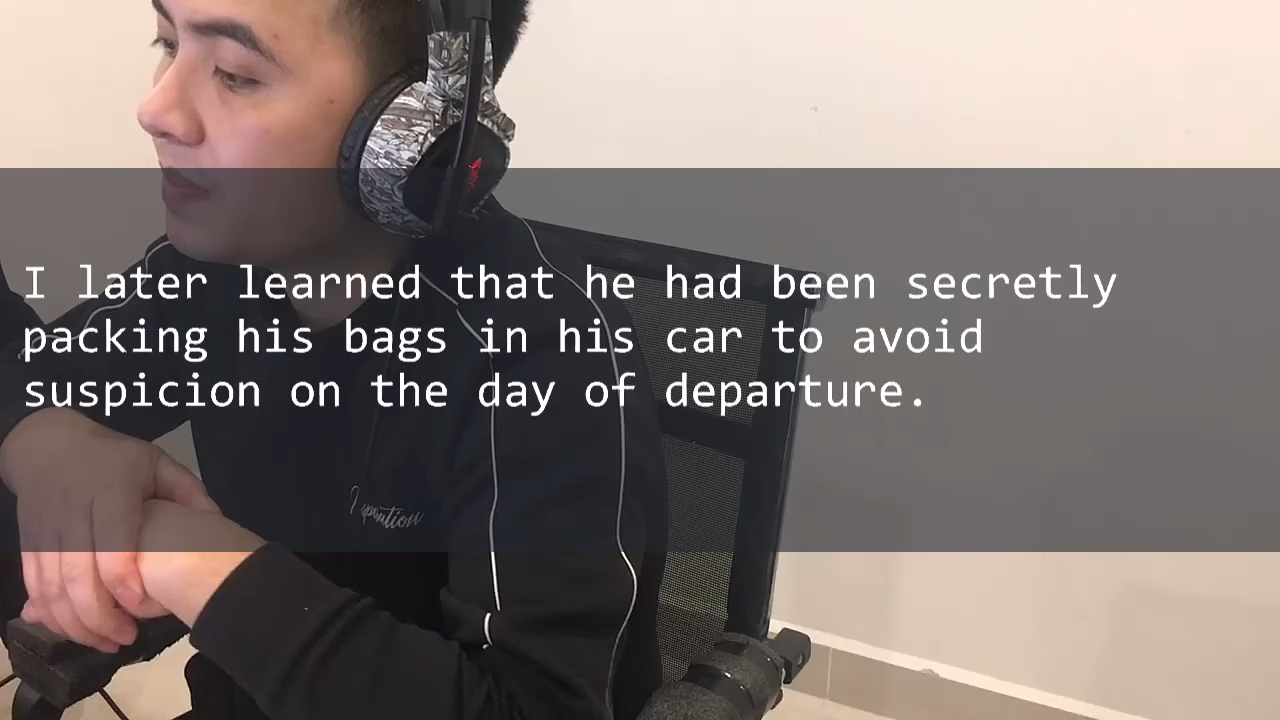 I later learned that he had been secretly
packing his bags in his car to avoid
suspicion on the day of departure.